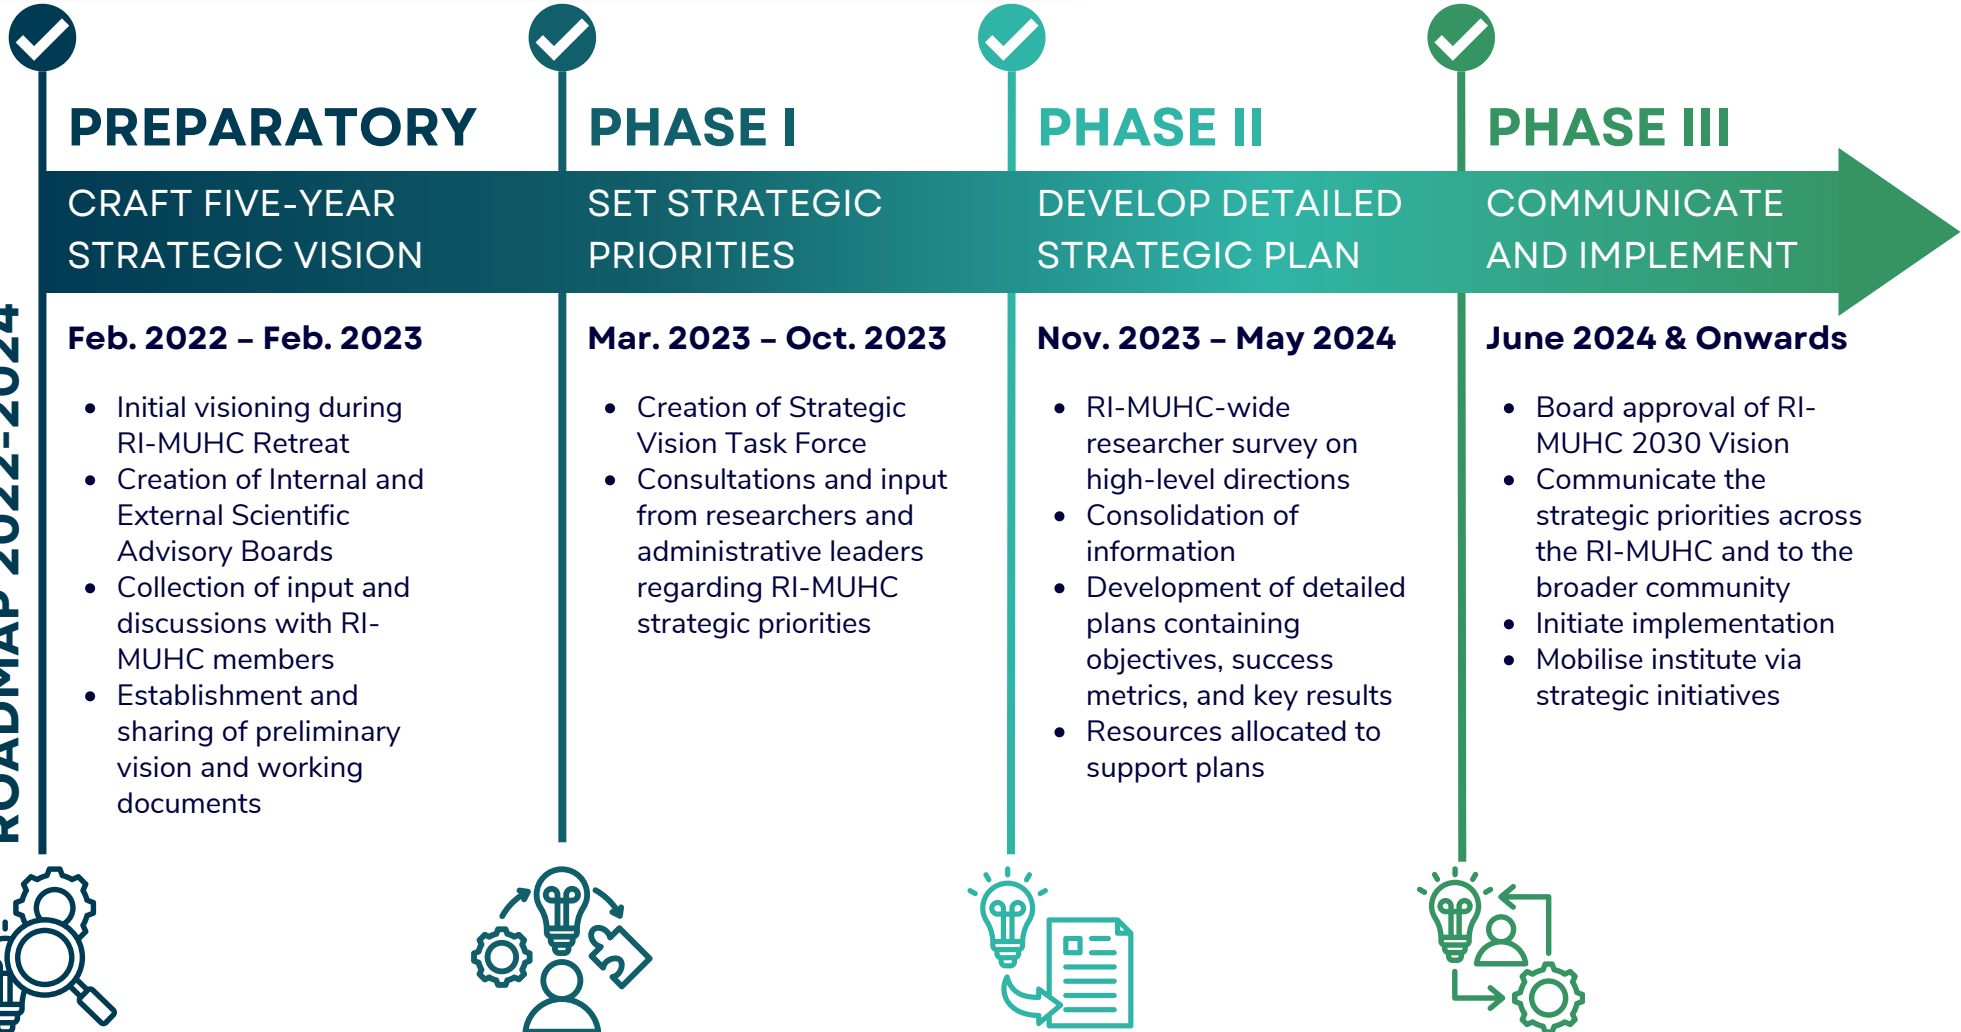 PREPARATORY
CRAFT FIVE-YEAR
STRATEGIC VISION
Feb. 2022 – Feb. 2023
• Initial visioning during
RI-MUHC Retreat
• Creation of Internal and
External Scientific
Advisory Boards
• Collection of input and
discussions with RI-
MUHC members
• Establishment and
sharing of preliminary
vision and working
documents
PHASE I
SET STRATEGIC
PRIORITIES
Mar. 2023 – Oct. 2023
• Creation of Strategic
Vision Task Force
• Consultations and input
from researchers and
administrative leaders
regarding RI-MUHC
strategic priorities
PHASE II
DEVELOP DETAILED
STRATEGIC PLAN
Nov. 2023 – May 2024
• RI-MUHC-wide
researcher survey on
high-level directions
• Consolidation of
information
• Development of detailed
plans containing
objectives, success
metrics, and key results
• Resources allocated to
support plans
PHASE III
COMMUNICATE
AND IMPLEMENT
June 2024 & Onwards
• Board approval of RI-
MUHC 2030 Vision
• Communicate the
strategic priorities across
the RI-MUHC and to the
broader community
• Initiate implementation
• Mobilise institute via
strategic initiatives
ROADMAP 2022-2024